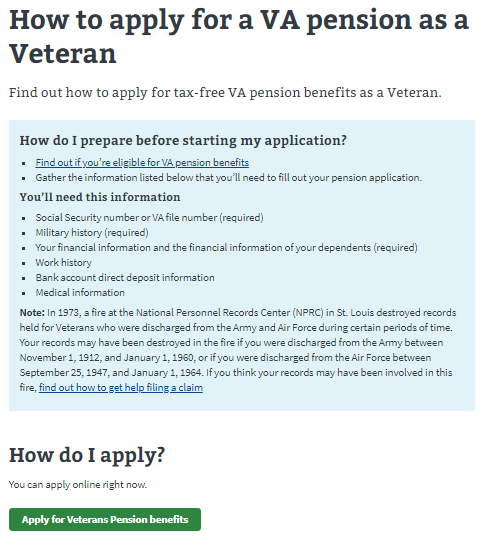 How to apply for a VA pension as a
Veteran
Find out how to apply for tax-free VA pension benefits as a Veteran.
How do I prepare before starting my application?
Find out if you're eligible for VA pension benefits
Gather the information listed below that you'll need to fill out your pension application.
You'll need this information
Social Security number or VA file number (required)
Military history (required)
Your financial information and the financial information of your dependents (required)
Work history
Bank account direct deposit information
Medical information
Note: In 1973, a fire at the National Personnel Records Center (NPRC) in St. Louis destroyed records
held for Veterans who were discharged from the Army and Air Force during certain periods of time.
Your records may have been destroyed in the fire if you were discharged from the Army between
November 1, 1912, and January 1, 1960, or if you were discharged from the Air Force between
September 25, 1947, and January 1, 1964. If you think your records may have been involved in this
fire, find out how to get help filing a claim
How do I apply?
You can apply online right now.
Apply for Veterans Pension benefits